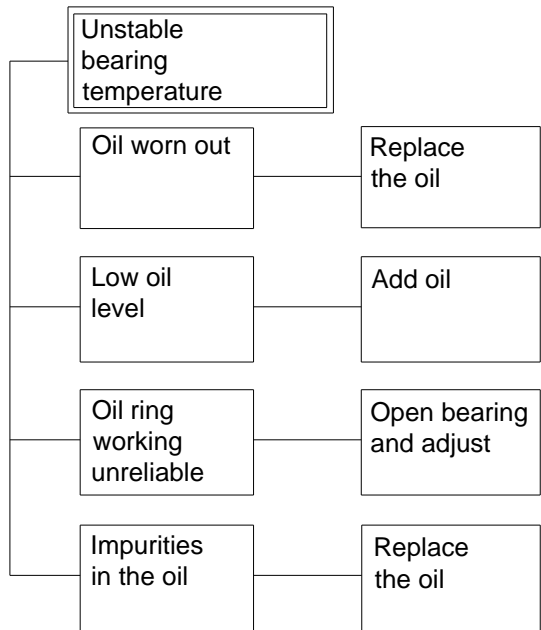 Unstable
bearing
temperature
Oil worn out
Replace
the oil
Low oil
level
Add oil
Oil ring
working
unreliable
Open bearing
and adjust
Impurities
in the oil
Replace
the oil